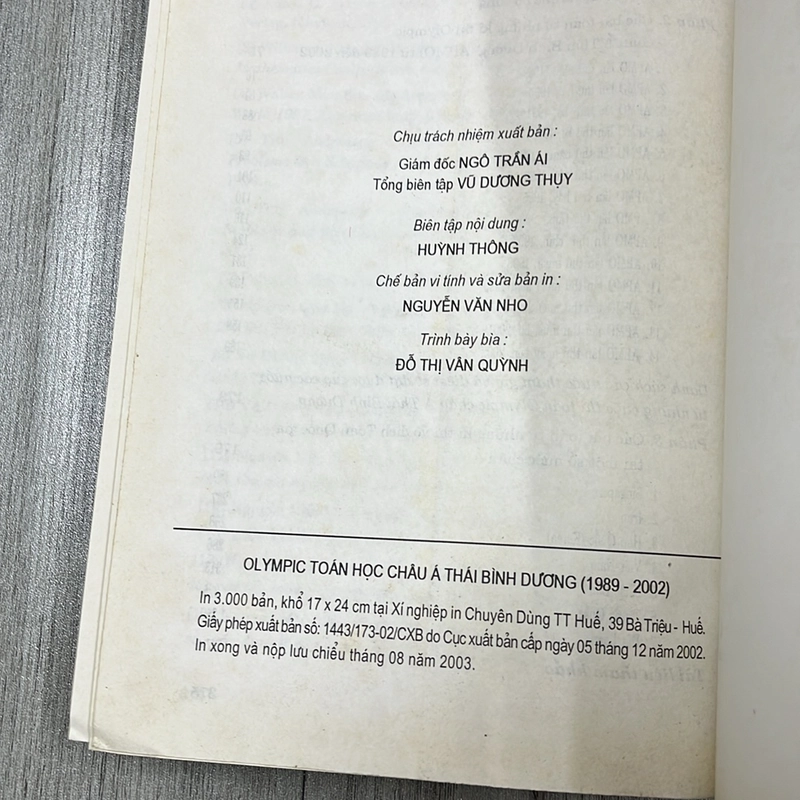 Chịu trách nhiệm xuất bản :
Giám đốc NGÔ TRẦN ÁI
Tổng biên tập VŨ DƯƠNG THỤY
Biên tập nội dung :
HUỲNH THÔNG
Chế bản vi tính và sửa bản in :
NGUYỄN VĂN NHO
Trình bày bìa :
ĐỖ THỊ VÂN QUỲNH
OLYMPIC TOÁN HỌC CHÂU Á THÁI BÌNH DƯƠNG (1989 - 2002)
In 3.000 bản, khổ 17 x 24 cm tại Xí nghiệp in Chuyên Dùng TT Huế, 39 Bà Triệu - Huế.
Giấy phép xuất bản số: 1443/173-02/CXB do Cục xuất bản cấp ngày 05 tháng 12 năm 2002.
In xong và nộp lưu chiểu tháng 08 năm 2003.